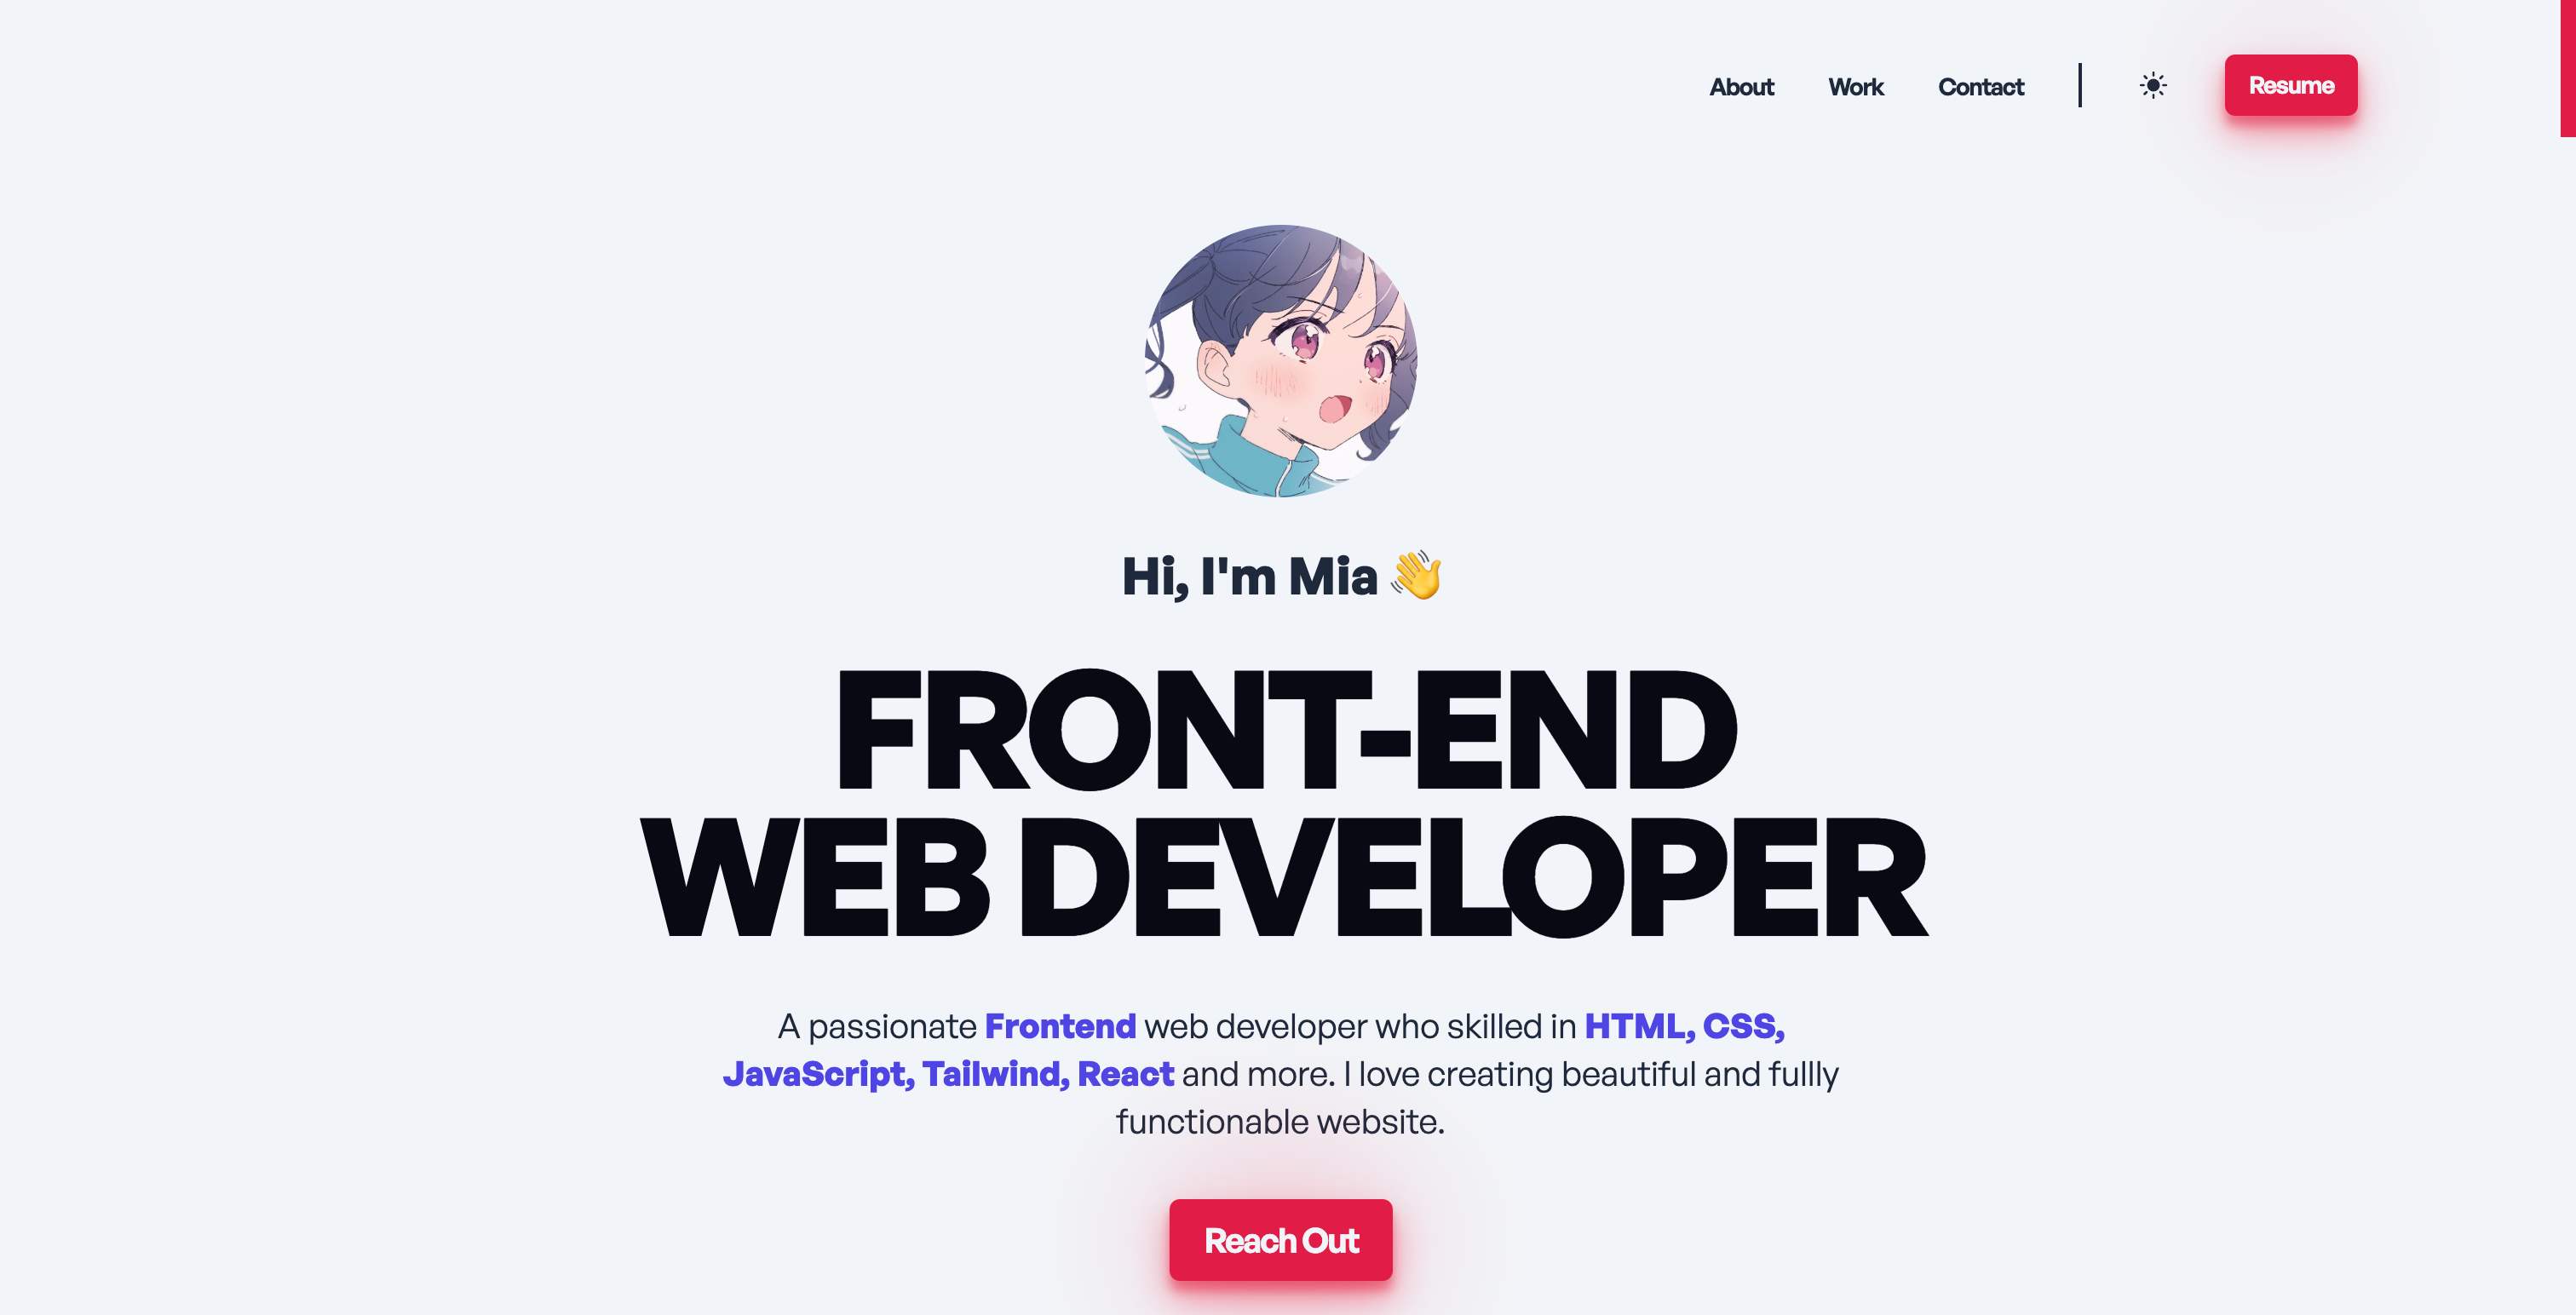 About Work Contact Resume
Hi, I'm Mia 👋
FRONT-END
WEB DEVELOPER
A passionate Frontend web developer who skilled in HTML, CSS,
JavaScript, Tailwind, React and more. I love creating beautiful and fullly
functionable website.
Reach Out